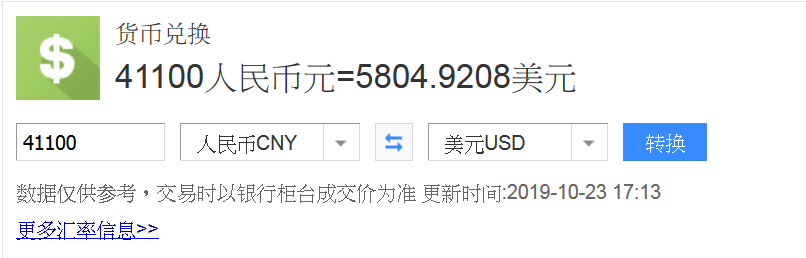 货币兑换
41100人民币元=5804.9208美元
41100 人民币CNY 美元USD 转换
数据仅供参考，交易时以银行柜台成交价为准 更新时间:2019-10-23 17:13
更多汇率信息>>